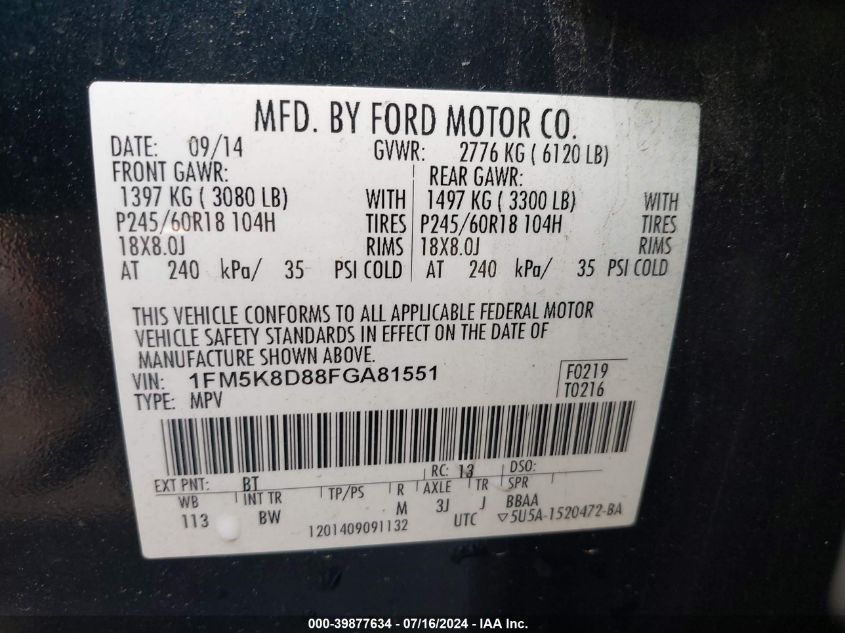 MFD. BY FORD MOTOR CO.
DATE: 09/14 GVWR: 2776 KG ( 6120 LB)
FRONT GAWR: REAR GAWR:
1397 KG ( 3080 LB) WITH 1497 KG ( 3300 LB) WITH
P245/60R18 104H TIRES P245/60R18 104H TIRES
18X8.0J RIMS 18X8.0J RIMS
AT 240 kPa/ 35 PSI COLD AT 240 kPa/ 35 PSI COLD
THIS VEHICLE CONFORMS TO ALL APPLICABLE FEDERAL MOTOR
VEHICLE SAFETY STANDARDS IN EFFECT ON THE DATE OF
MANUFACTURE SHOWN ABOVE.
VIN: 1FM5K8D88FGA81551 F0219
TYPE: MPV T0216
EXT PNT: BT RC: 13 DSO:
WB INT TR TP/PS R AXLE TR SPR
113 BW M 3J J BBAA
1201409091132 UTC ▽5U5A-1520472-BA
000-39877634 / 07/16/2024 - IAA Inc.